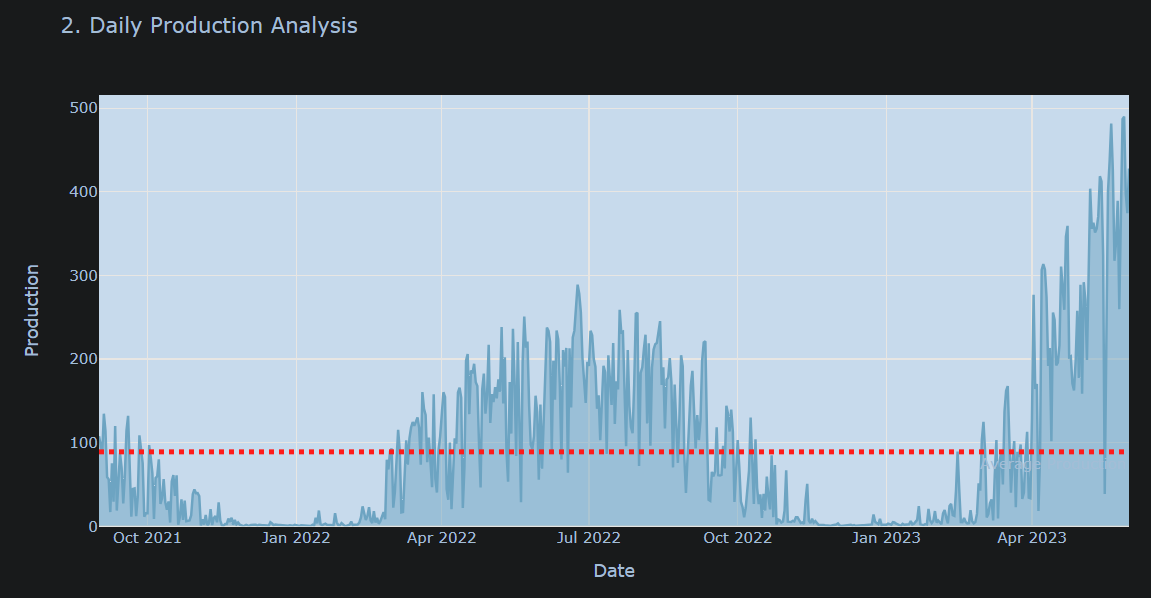 2. Daily Production Analysis
500
400
300
200
100
0
Production
Average
Oct 2021
Jan 2022
Apr 2022
Jul 2022
Oct 2022
Jan 2023
Apr 2023
Date